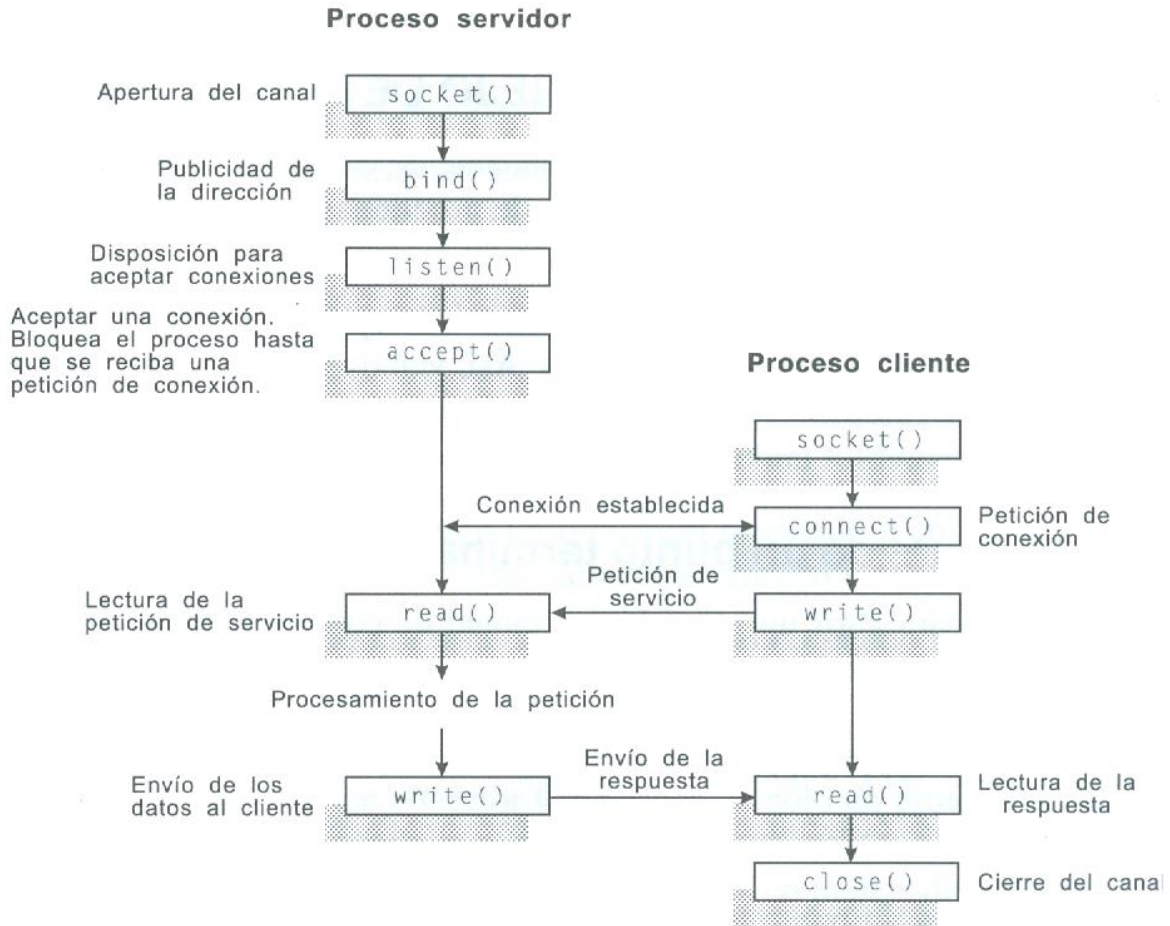 Proceso servidor
Apertura del canal
socket()
Publicidad de
la dirección
bind()
Disposición para
aceptar conexiones
listen()
Aceptar una conexión.
Bloquea el proceso hasta
que se reciba una
petición de conexión.
accept()
Proceso cliente
socket()
Conexión establecida
connect()
Petición de
conexión
Lectura de la
petición de servicio
read()
Petición de
servicio
write()
Procesamiento de la petición
Envío de los
datos al cliente
write()
Envío de la
respuesta
read()
Lectura de la
respuesta
close()
Cierre del canal